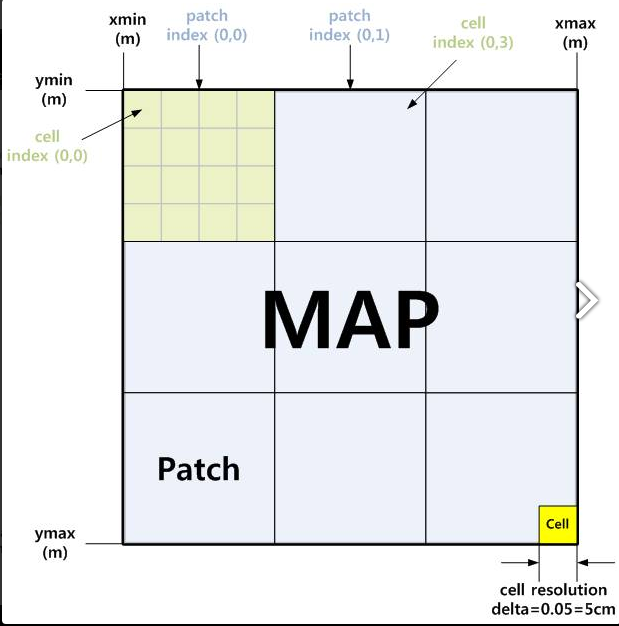 xmin
(m)
patch
index (0,0)
patch
index (0,1)
cell
index (0,3)
xmax
(m)
ymin
(m)
cell
index (0,0)
MAP
Patch
Cell
ymax
(m)
cell resolution
delta=0.05=5cm